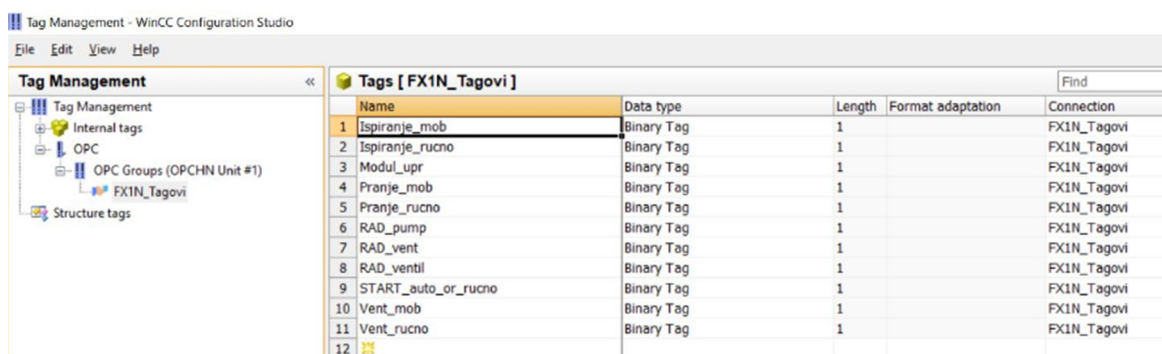 Tag Management - WinCC Configuration Studio
File Edit View Help
Tag Management «
Tag Management
Internal tags
OPC
OPC Groups (OPCHN Unit #1)
FX1N_Tagovi
Structure tags
Tags [ FX1N_Tagovi ] Find
Name Data type Length Format adaptation Connection
1 Ispiranje_mob Binary Tag 1 FX1N_Tagovi
2 Ispiranje_rucno Binary Tag 1 FX1N_Tagovi
3 Modul_upr Binary Tag 1 FX1N_Tagovi
4 Pranje_mob Binary Tag 1 FX1N_Tagovi
5 Pranje_rucno Binary Tag 1 FX1N_Tagovi
6 RAD_pump Binary Tag 1 FX1N_Tagovi
7 RAD_vent Binary Tag 1 FX1N_Tagovi
8 RAD_ventil Binary Tag 1 FX1N_Tagovi
9 START_auto_or_rucno Binary Tag 1 FX1N_Tagovi
10 Vent_mob Binary Tag 1 FX1N_Tagovi
11 Vent_rucno Binary Tag 1 FX1N_Tagovi
12